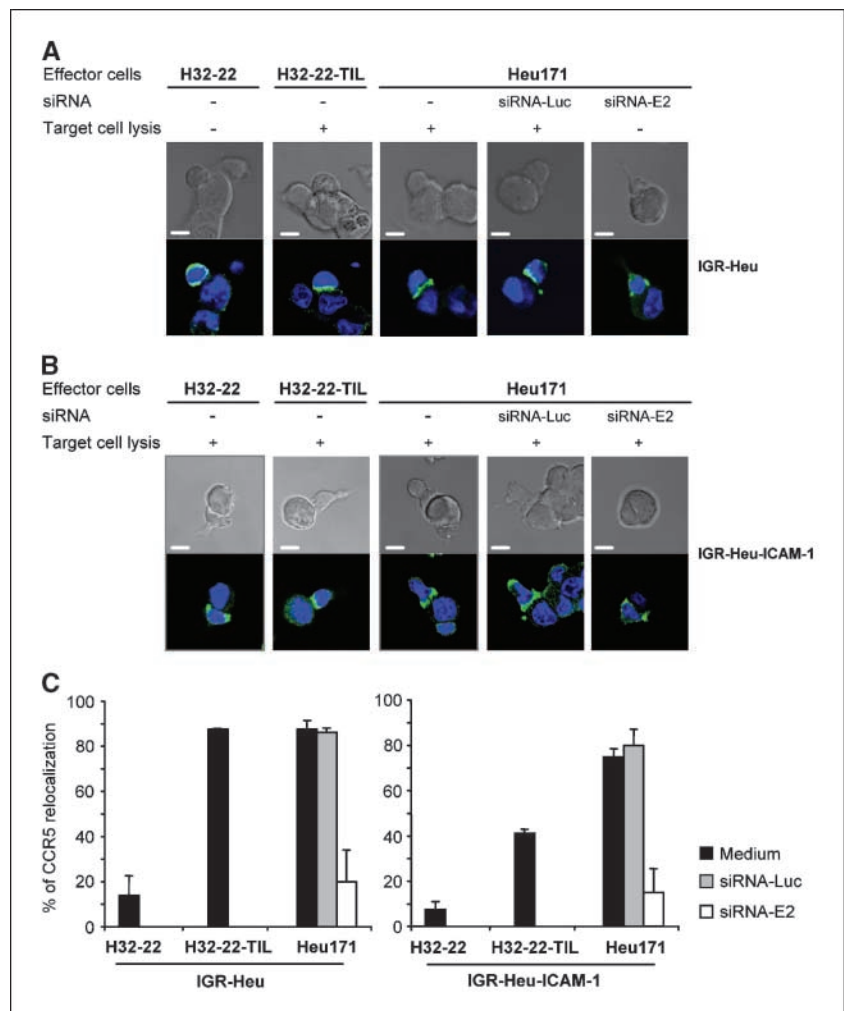 A
Effector cells H32-22 H32-22-TIL Heu171
siRNA - - - siRNA-Luc siRNA-E2
Target cell lysis - + + + -
IGR-Heu
B
Effector cells H32-22 H32-22-TIL Heu171
siRNA - - - siRNA-Luc siRNA-E2
Target cell lysis + + + + +
IGR-Heu-ICAM-1
C
% of CCR5 relocalization
100
80
60
40
20
0
H32-22 H32-22-TIL Heu171
IGR-Heu
100
80
60
40
20
0
H32-22 H32-22-TIL Heu171
IGR-Heu-ICAM-1
Medium
siRNA-Luc
siRNA-E2